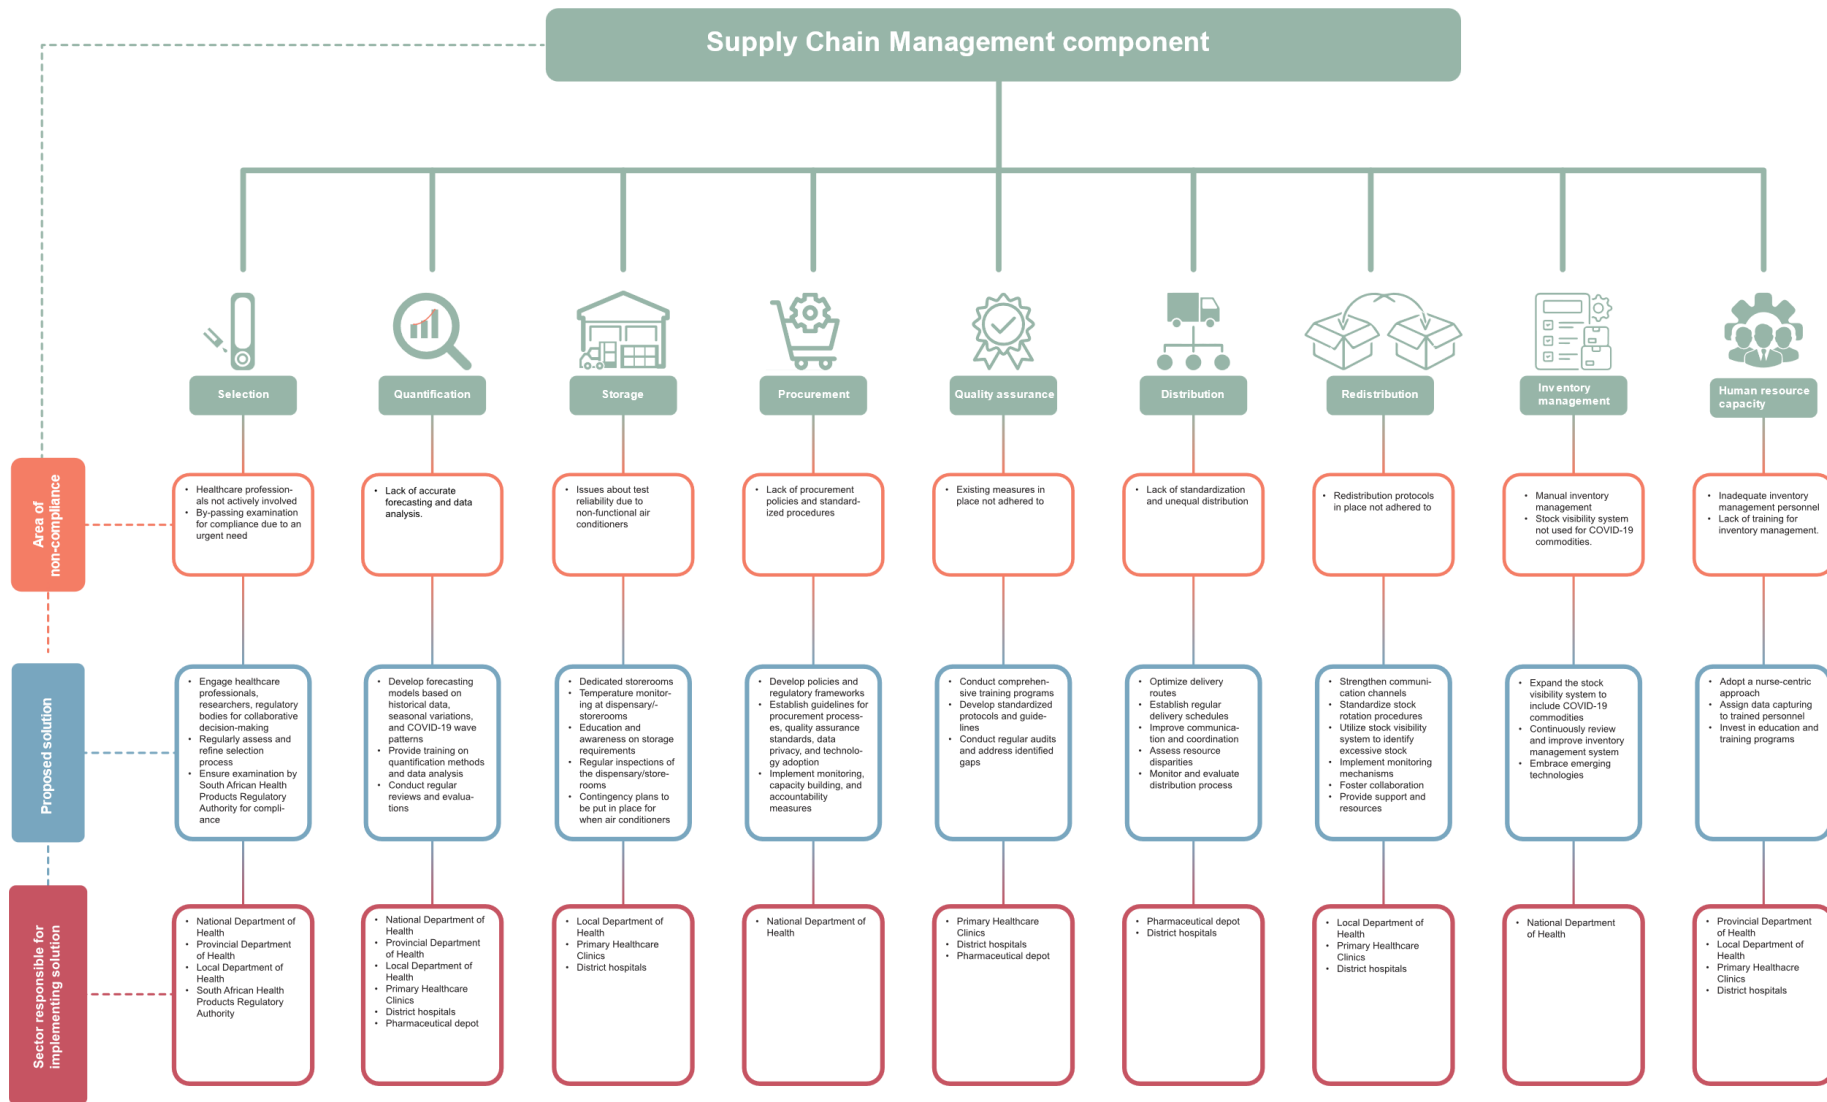 Supply Chain Management component
Selection
Quantification
Storage
Procurement
Quality assurance
Distribution
Redistribution
Inventory
management
Human resource
capacity
Area of
non-compliance
• Healthcare profession-
als not actively involved
• By-passing examination
for compliance due to an
urgent need
• Lack of accurate
forecasting and data
analysis.
• Issues about test
reliability due to
non-functional air
conditioners
• Lack of procurement
policies and standard-
ized procedures
• Existing measures in
place not adhered to
• Lack of standardization
and unequal distribution
• Redistribution protocols
in place not adhered to
• Manual inventory
management
• Stock visibility system
not used for COVID-19
commodities.
• Inadequate inventory
management personnel
• Lack of training for
inventory management.
Proposed solution
• Engage healthcare
professionals,
researchers, regulatory
bodies for collaborative
decision-making
• Regularly assess and
refine selection
process
• Ensure examination by
South African Health
Products Regulatory
Authority for compli-
ance
• Develop forecasting
models based on
historical data,
seasonal variations,
and COVID-19 wave
patterns
• Provide training on
quantification methods
and data analysis
• Conduct regular
reviews and evalua-
tions
• Dedicated storerooms
• Temperature monitor-
ing at dispensary/-
storerooms
• Education and
awareness on storage
requirements
• Regular inspections of
the dispensary/store-
rooms
• Contingency plans to
be put in place for
when air conditioners
• Develop policies and
regulatory frameworks
• Establish guidelines for
procurement process-
es, quality assurance
standards, data
privacy, and technolo-
gy adoption
• Implement monitoring,
capacity building, and
accountability
measures
• Conduct comprehen-
sive training programs
• Develop standardized
protocols and guide-
lines
• Conduct regular audits
and address identified
gaps
• Optimize delivery
routes
• Establish regular
delivery schedules
• Improve communica-
tion and coordination
• Assess resource
disparities
• Monitor and evaluate
distribution process
• Strengthen communi-
cation channels
• Standardize stock
rotation procedures
• Utilize stock visibility
system to identify
excessive stock
• Implement monitoring
mechanisms
• Foster collaboration
• Provide support and
resources
• Expand the stock
visibility system to
include COVID-19
commodities
• Continuously review
and improve inventory
management system
• Embrace emerging
technologies
• Adopt a nurse-centric
approach
• Assign data capturing
to trained personnel
• Invest in education and
training programs
Sector responsible for
implementing solution
• National Department of
Health
• Provincial Department
of Health
• Local Department of
Health
• South African Health
Products Regulatory
Authority
• National Department of
Health
• Provincial Department
of Health
• Local Department of
Health
• Primary Healthcare
Clinics
• District hospitals
• Pharmaceutical depot
• Local Department of
Health
• Primary Healthcare
Clinics
• District hospitals
• National Department of
Health
• Primary Healthcare
Clinics
• District hospitals
• Pharmaceutical depot
• Pharmaceutical depot
• District hospitals
• Local Department of
Health
• Primary Healthcare
Clinics
• District hospitals
• National Department
of Health
• Provincial Department
of Health
• Local Department of
Health
• Primary Healthacre
Clinics
• District hospitals